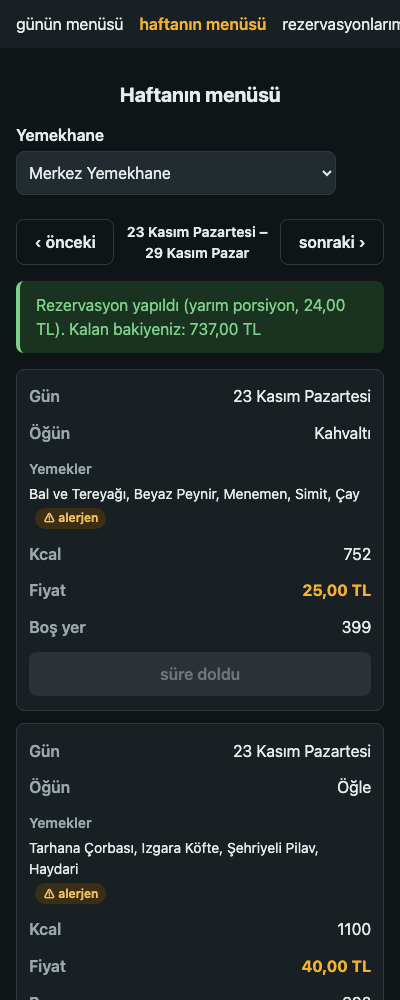 günün menüsü haftanın menüsü rezervasyonlarım
Haftanın menüsü
Yemekhane
Merkez Yemekhane
‹ önceki
23 Kasım Pazartesi –
29 Kasım Pazar
sonraki ›
Rezervasyon yapıldı (yarım porsiyon, 24,00
TL). Kalan bakiyeniz: 737,00 TL
Gün 23 Kasım Pazartesi
Öğün Kahvaltı
Yemekler
Bal ve Tereyağı, Beyaz Peynir, Menemen, Simit, Çay
⚠ alerjen
Kcal 752
Fiyat 25,00 TL
Boş yer 399
süre doldu
Gün 23 Kasım Pazartesi
Öğün Öğle
Yemekler
Tarhana Çorbası, Izgara Köfte, Şehriyeli Pilav,
Haydari
⚠ alerjen
Kcal 1100
Fiyat 40,00 TL